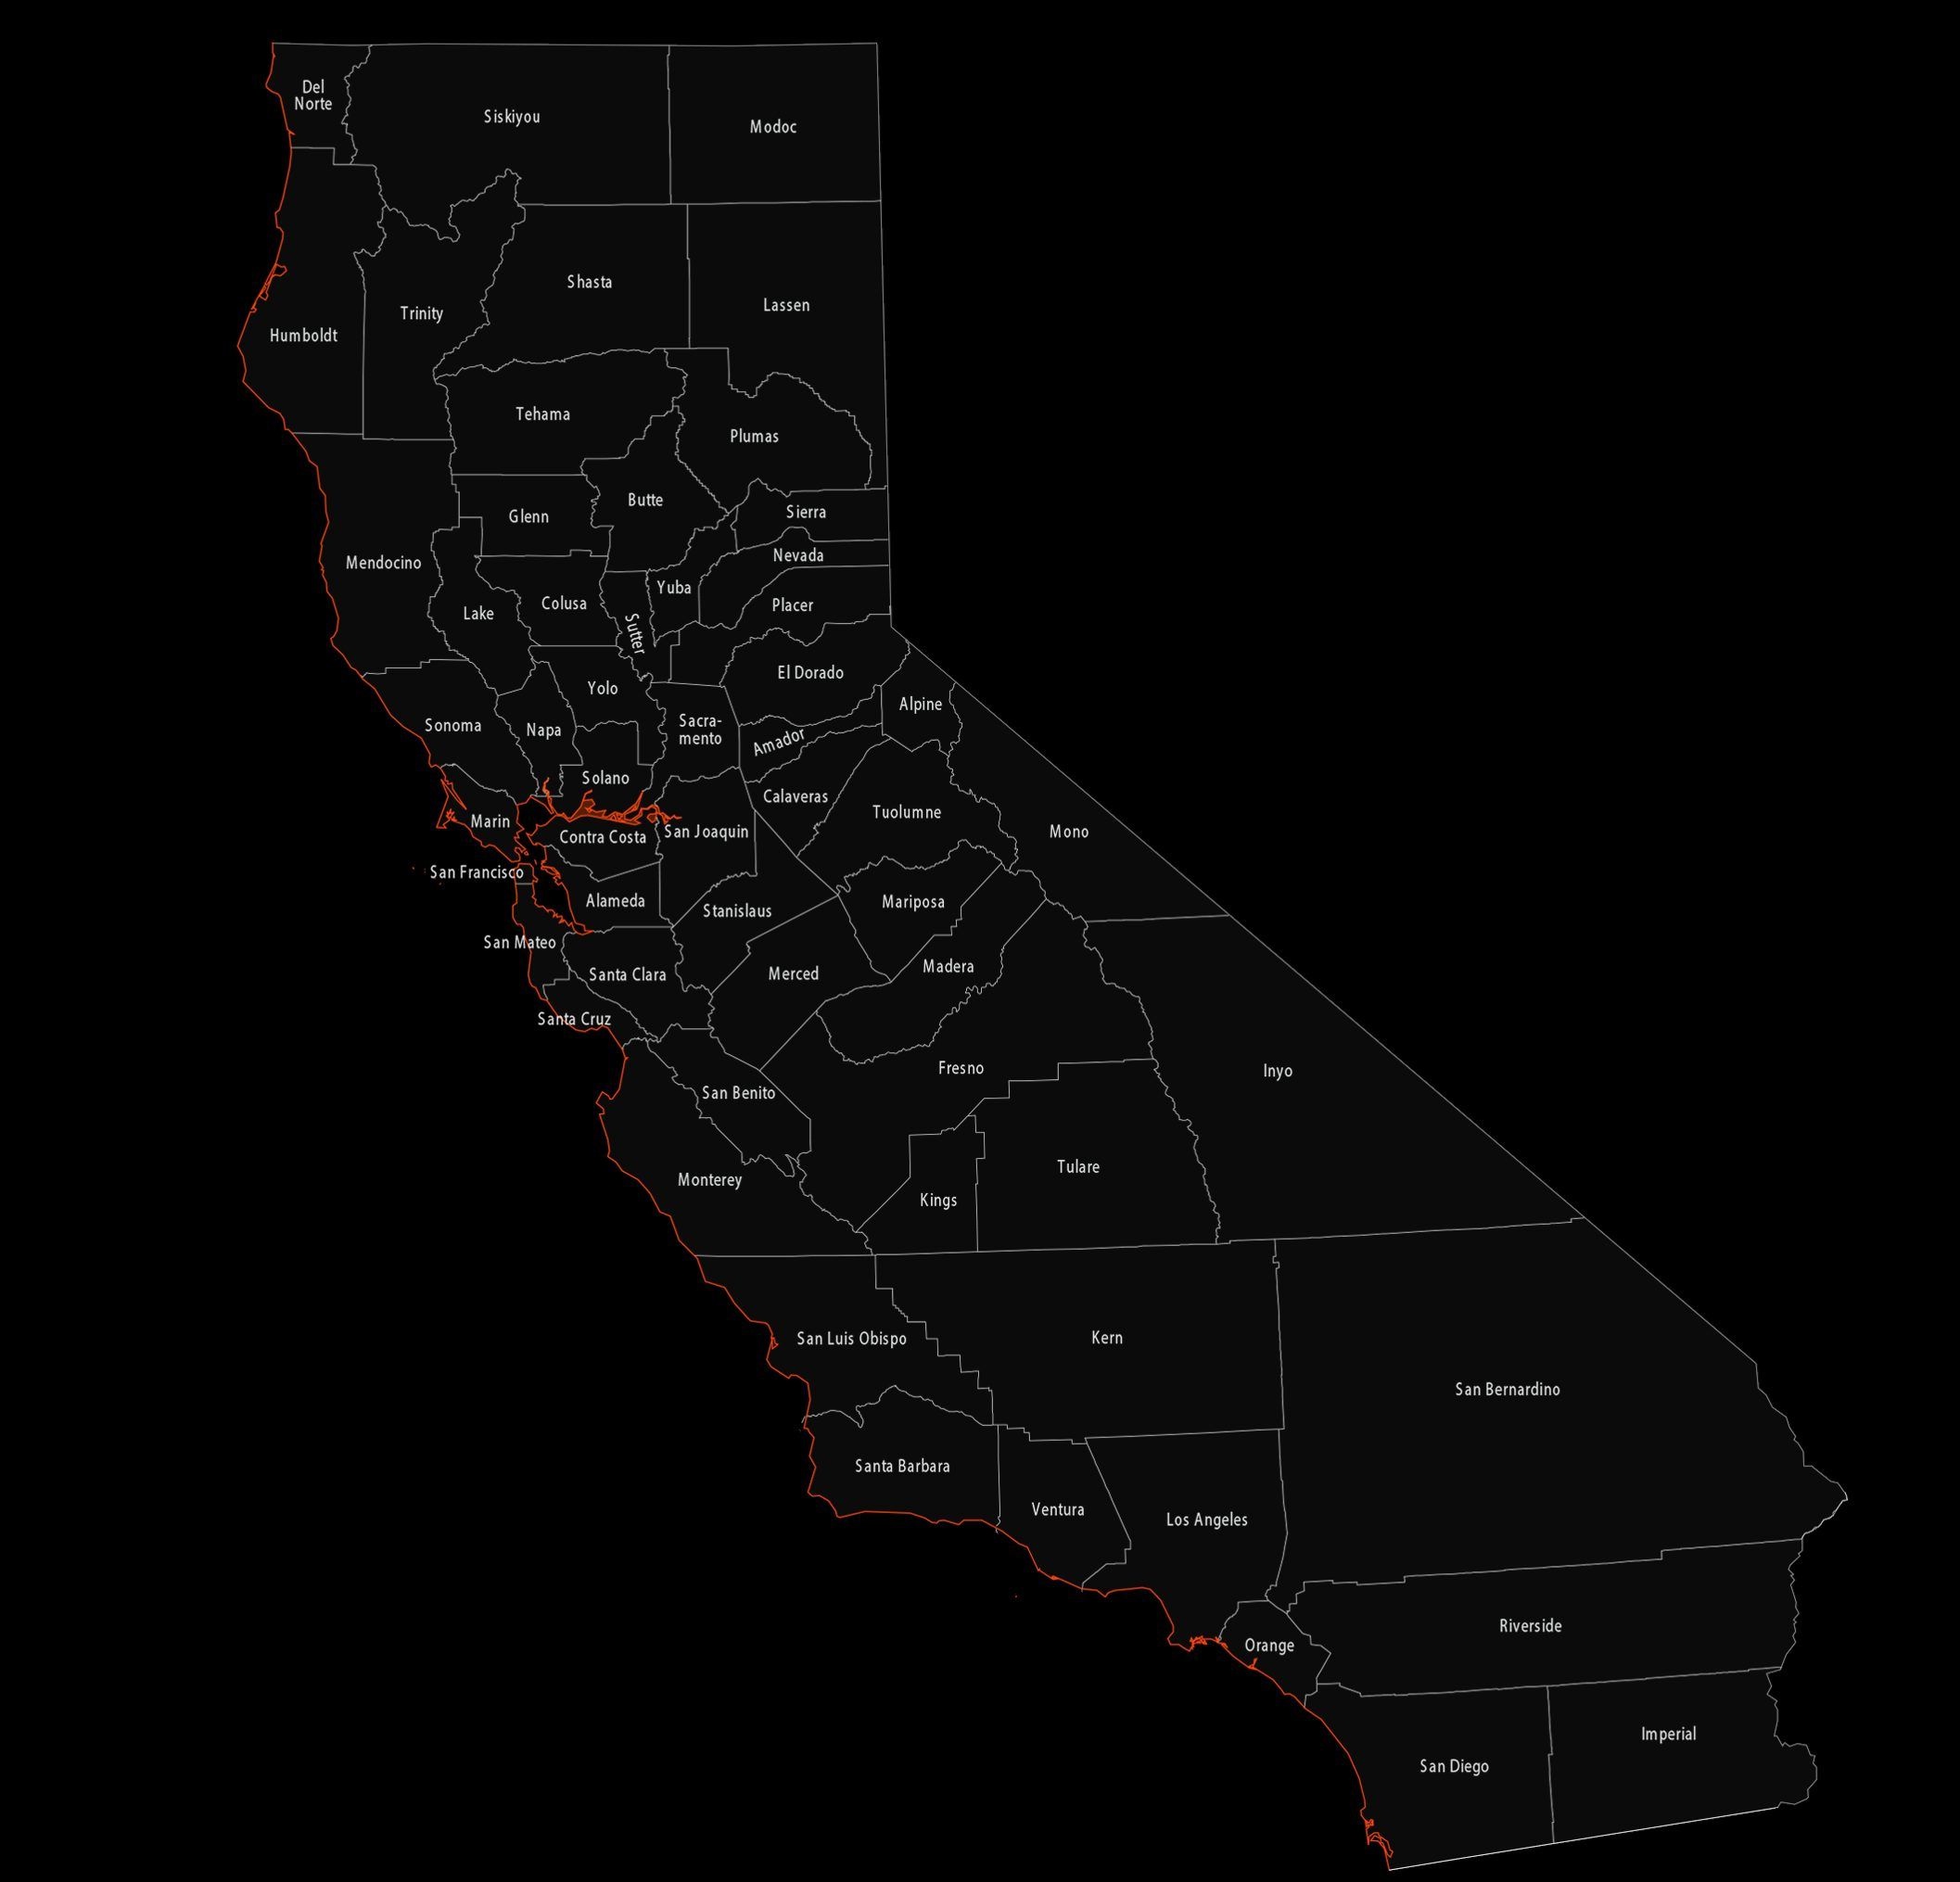 Del
Norte
Siskiyou
Modoc
Shasta
Lassen
Trinity
Humboldt
Tehama
Plumas
Butte
Sierra
Glenn
Nevada
Mendocino
Yuba
Colusa
Placer
Lake
Sutter
El Dorado
Yolo
Alpine
Sonoma
Napa
Sacra-
mento
Amador
Solano
Calaveras
Tuolumne
Marin
Contra Costa
San Joaquin
Mono
San Francisco
Alameda
Mariposa
Stanislaus
San Mateo
Santa Clara
Merced
Madera
Santa Cruz
Fresno
Inyo
San Benito
Tulare
Monterey
Kings
San Luis Obispo
Kern
San Bernardino
Santa Barbara
Ventura
Los Angeles
Riverside
Orange
Imperial
San Diego